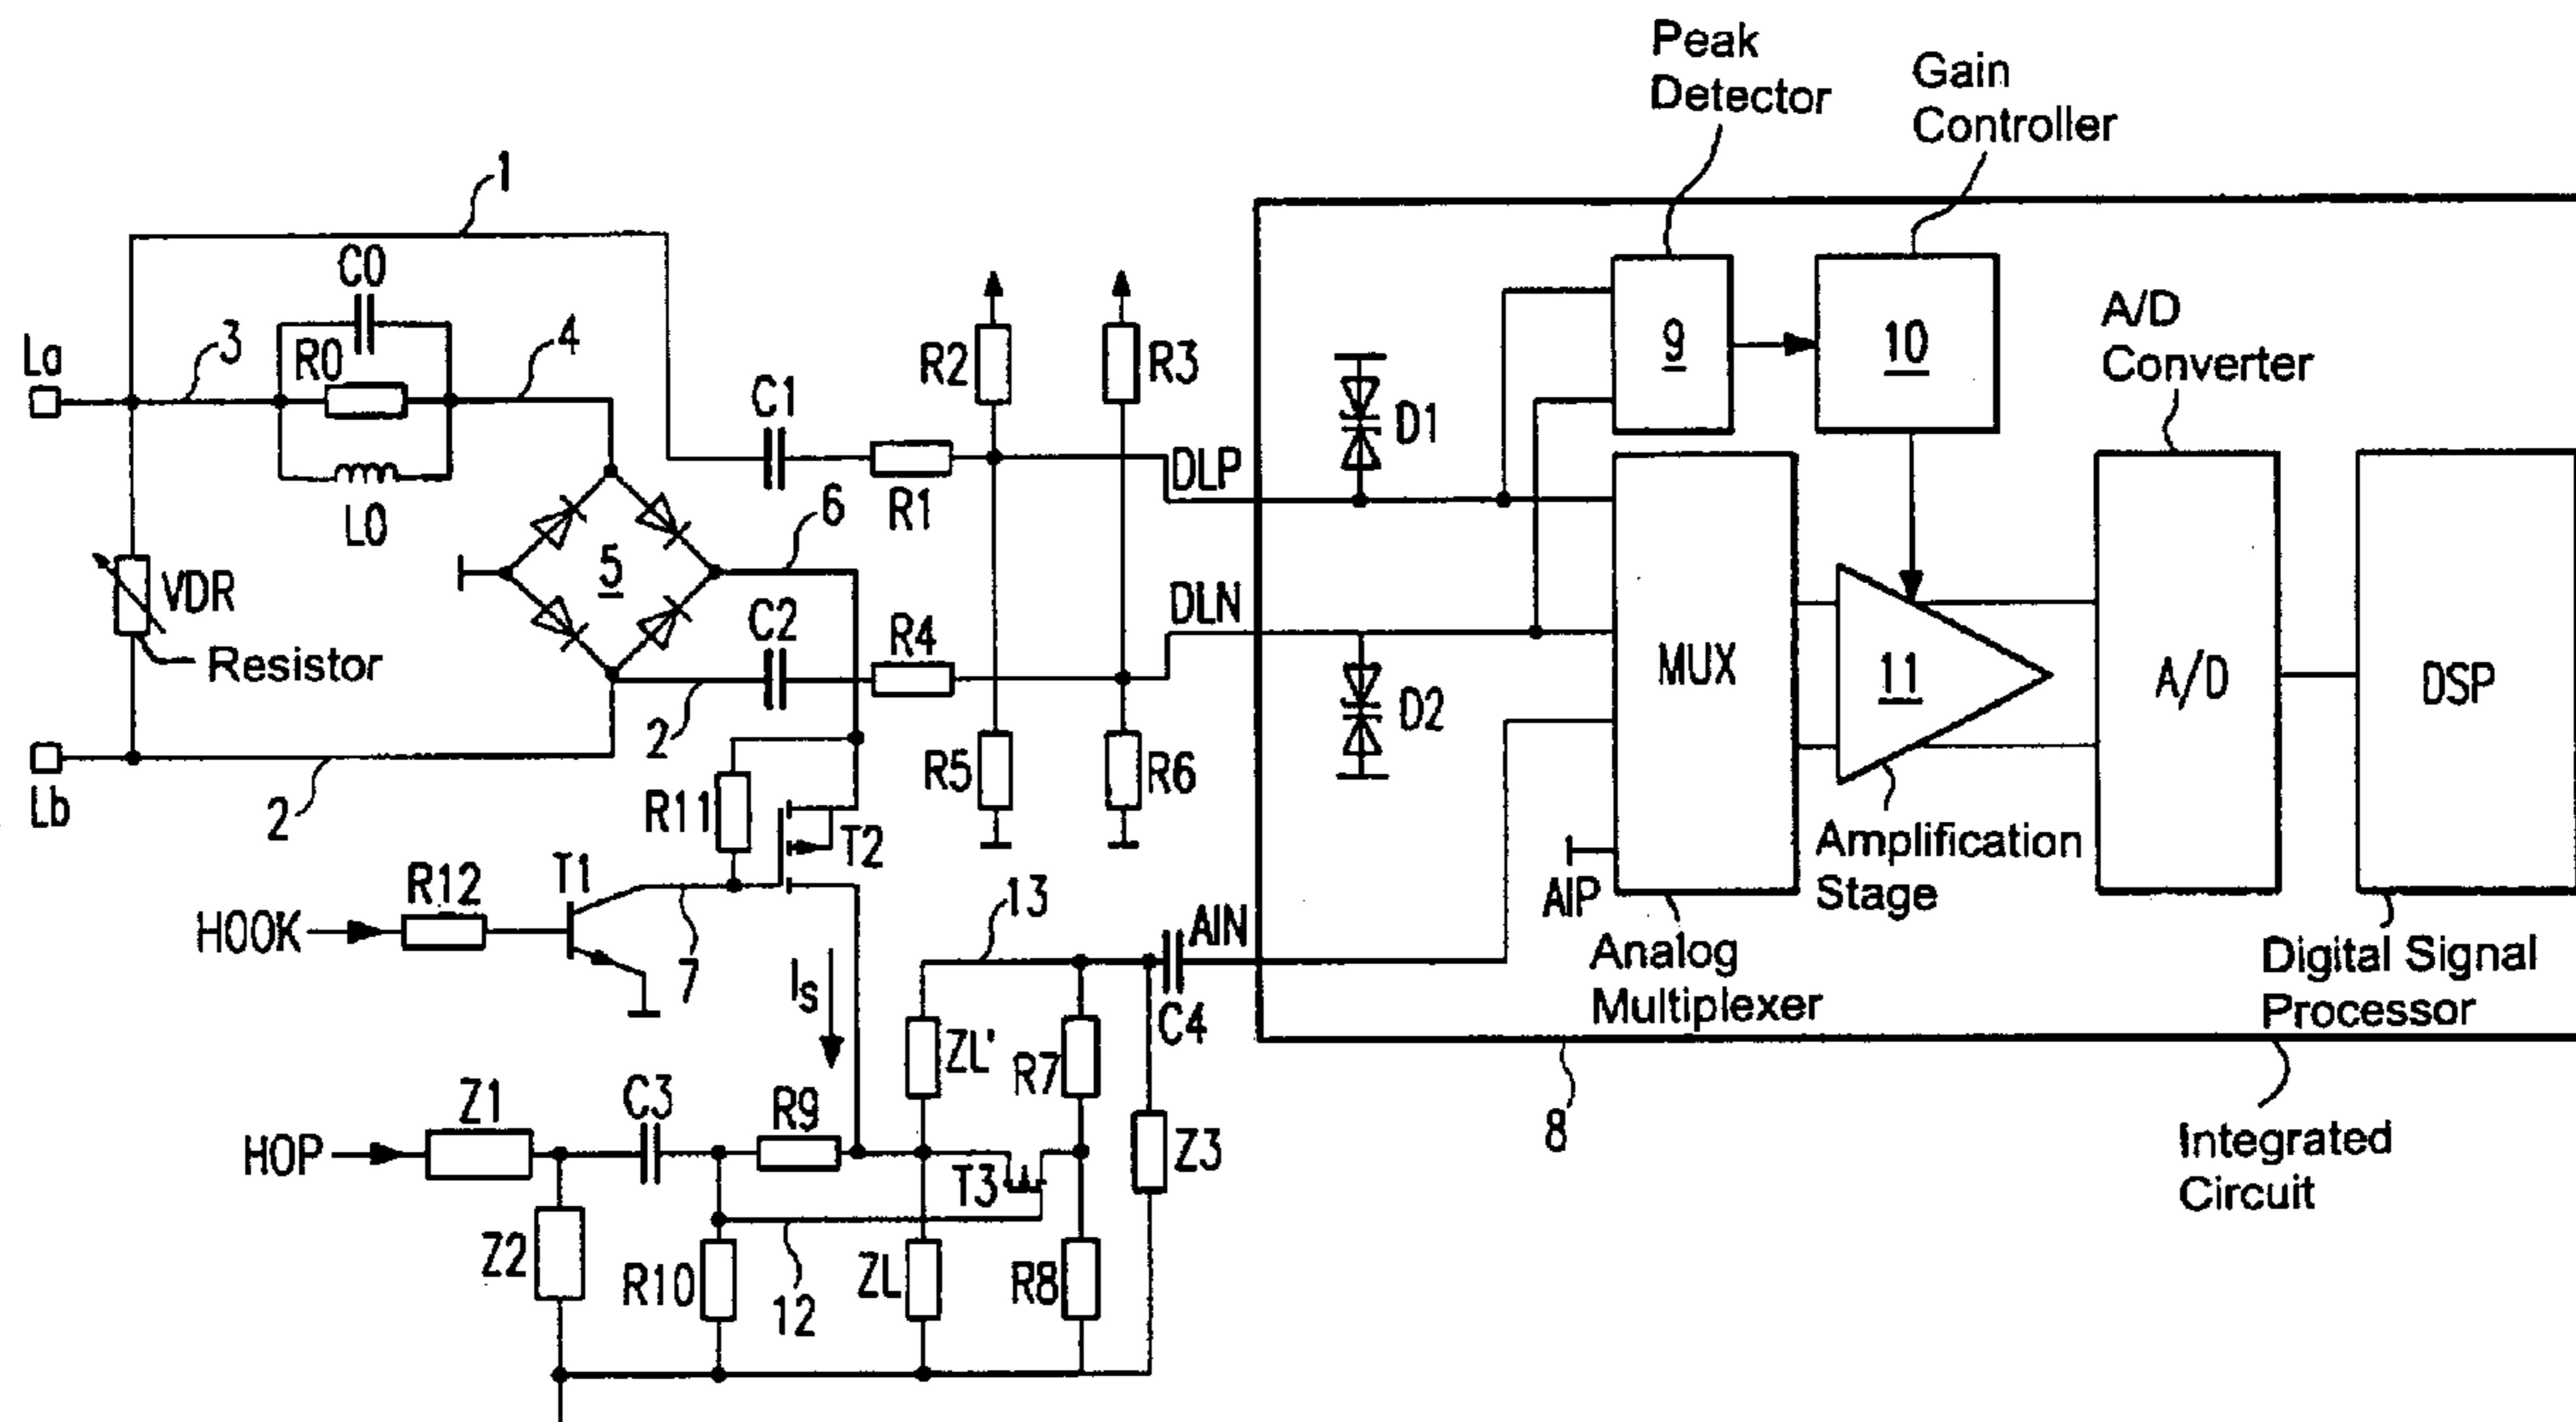 Peak
Detector
Gain
Controller
1
C0
La
3
R0
4
L0
C1
R1
R2
R3
DLP
D1
9
10
A/D
Converter
VDR
Resistor
5
6
C2
R4
DLN
D2
MUX
11
A/D
DSP
Lb
2
2
R5
R6
R11
T2
Amplification
Stage
HOOK
R12
T1
7
Is
13
AIN
AIP
Analog
Multiplexer
Digital Signal
Processor
C4
HOP
Z1
C3
R9
ZL'
R7
T3
Z3
8
Integrated
Circuit
Z2
R10
12
ZL
R8